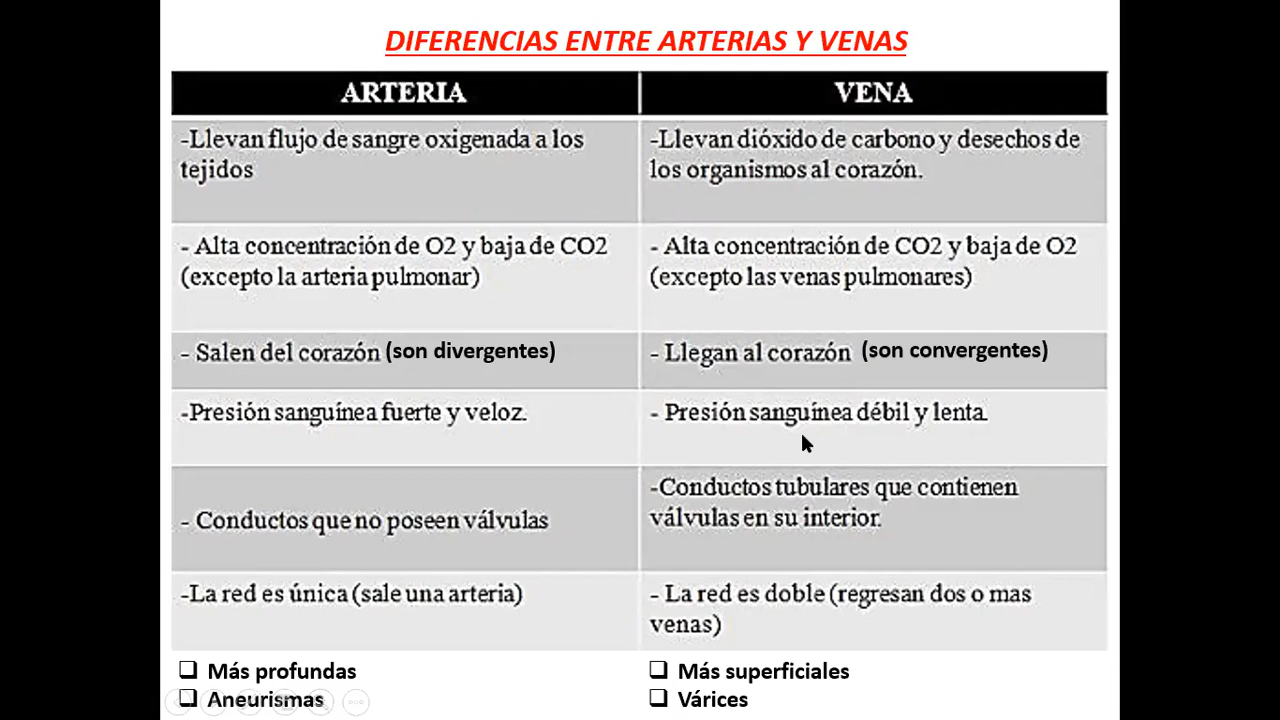 DIFERENCIAS ENTRE ARTERIAS Y VENAS
ARTERIA
VENA
-Llevan flujo de sangre oxigenada a los
tejidos
-Llevan dióxido de carbono y desechos de
los organismos al corazón.
- Alta concentración de O2 y baja de CO2
(excepto la arteria pulmonar)
- Alta concentración de CO2 y baja de O2
(excepto las venas pulmonares)
- Salen del corazón (son divergentes)
- Llegan al corazón (son convergentes)
-Presión sanguínea fuerte y veloz.
- Presión sanguínea débil y lenta.
- Conductos que no poseen válvulas
-Conductos tubulares que contienen
válvulas en su interior.
-La red es única (sale una arteria)
- La red es doble (regresan dos o mas
venas)
Más profundas
Aneurismas
Más superficiales
Várices